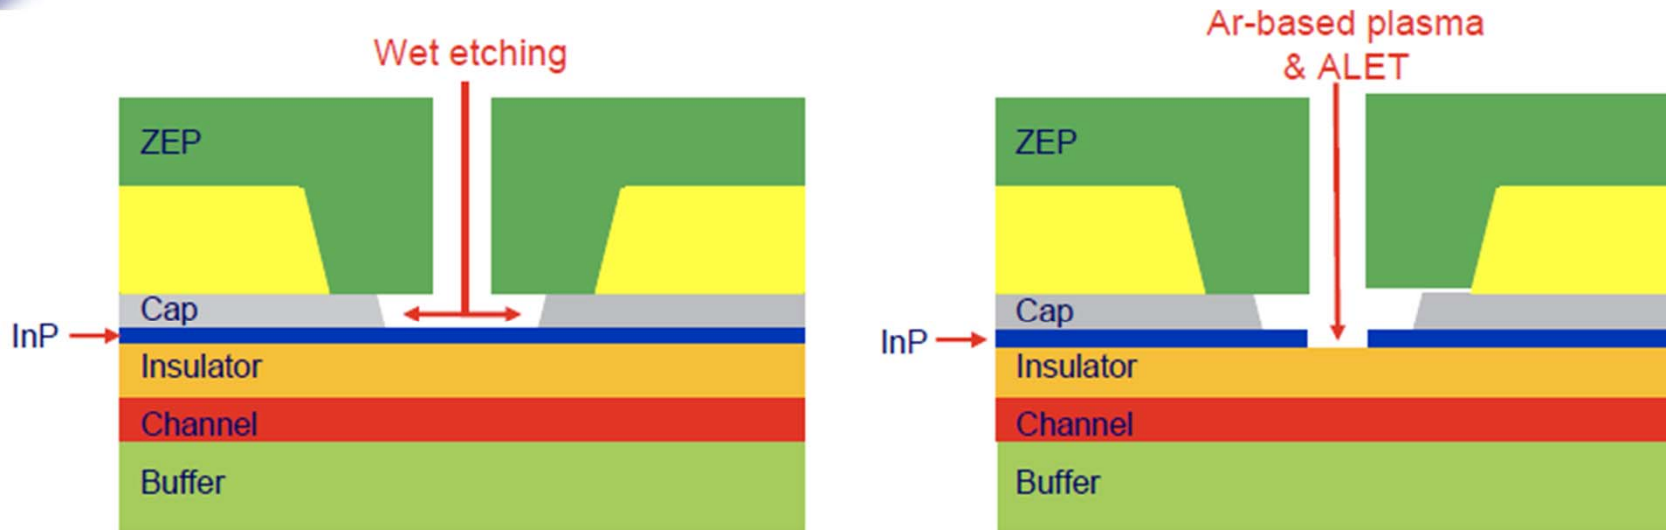 Wet etching
ZEP
Cap
InP
Insulator
Channel
Buffer
Ar-based plasma
& ALET
ZEP
Cap
InP
Insulator
Channel
Buffer